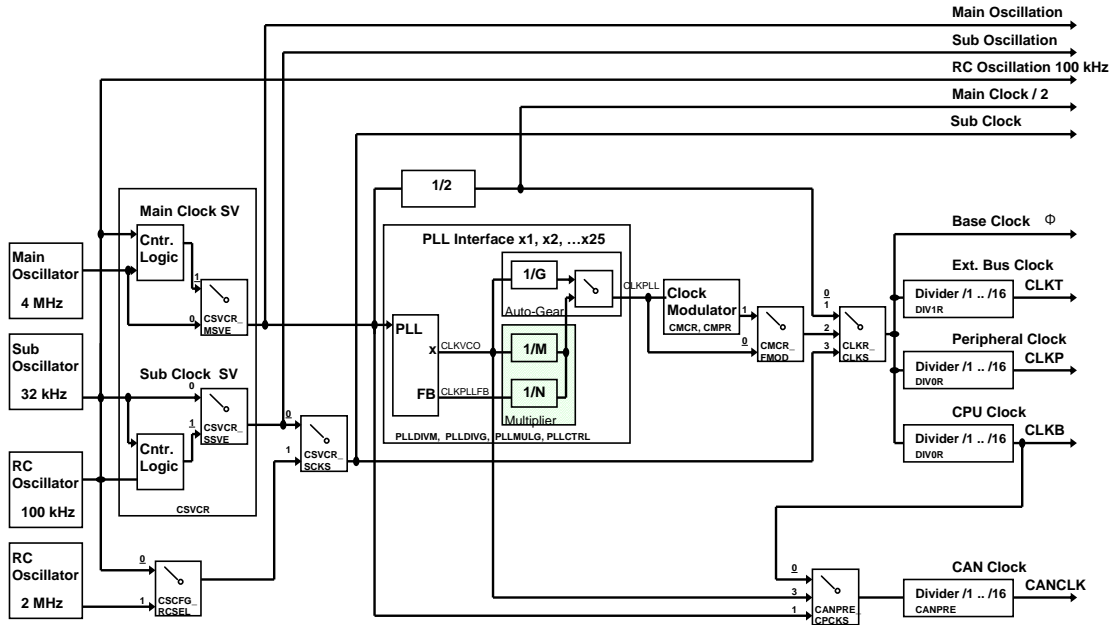 Main Oscillation
Sub Oscillation
RC Oscillation 100 kHz
Main Clock / 2
Sub Clock
1/2
Main Clock SV
Cntr.
Logic
1
0
CSVCR_
MSVE
Main
Oscillator
4 MHz
Sub
Oscillator
32 kHz
Sub Clock SV
0
1
CSVCR_
SSVE
Cntr.
Logic
CSVCR
RC
Oscillator
100 kHz
RC
Oscillator
2 MHz
0
1
CSCFG_
RCSEL
0
1
CSVCR_
SCKS
PLL Interface x1, x2, ...x25
1/G
Auto-Gear
PLL
x
FB
CLKVCO
CLKPLLFB
1/M
1/N
Multiplier
PLLDIVM, PLLDIVG, PLLMULG, PLLCTRL
CLKPLL
Clock
Modulator
CMCR, CMPR
1
0
CMCR_
FMOD
0
1
2
3
CLKR_
CLKS
Base Clock Φ
Ext. Bus Clock
Divider /1 .. /16
DIV1R
CLKT
Peripheral Clock
Divider /1 .. /16
DIV0R
CLKP
CPU Clock
Divider /1 .. /16
DIV0R
CLKB
0
3
1
CANPRE_
CPCKS
CAN Clock
Divider /1 .. /16
CANPRE
CANCLK